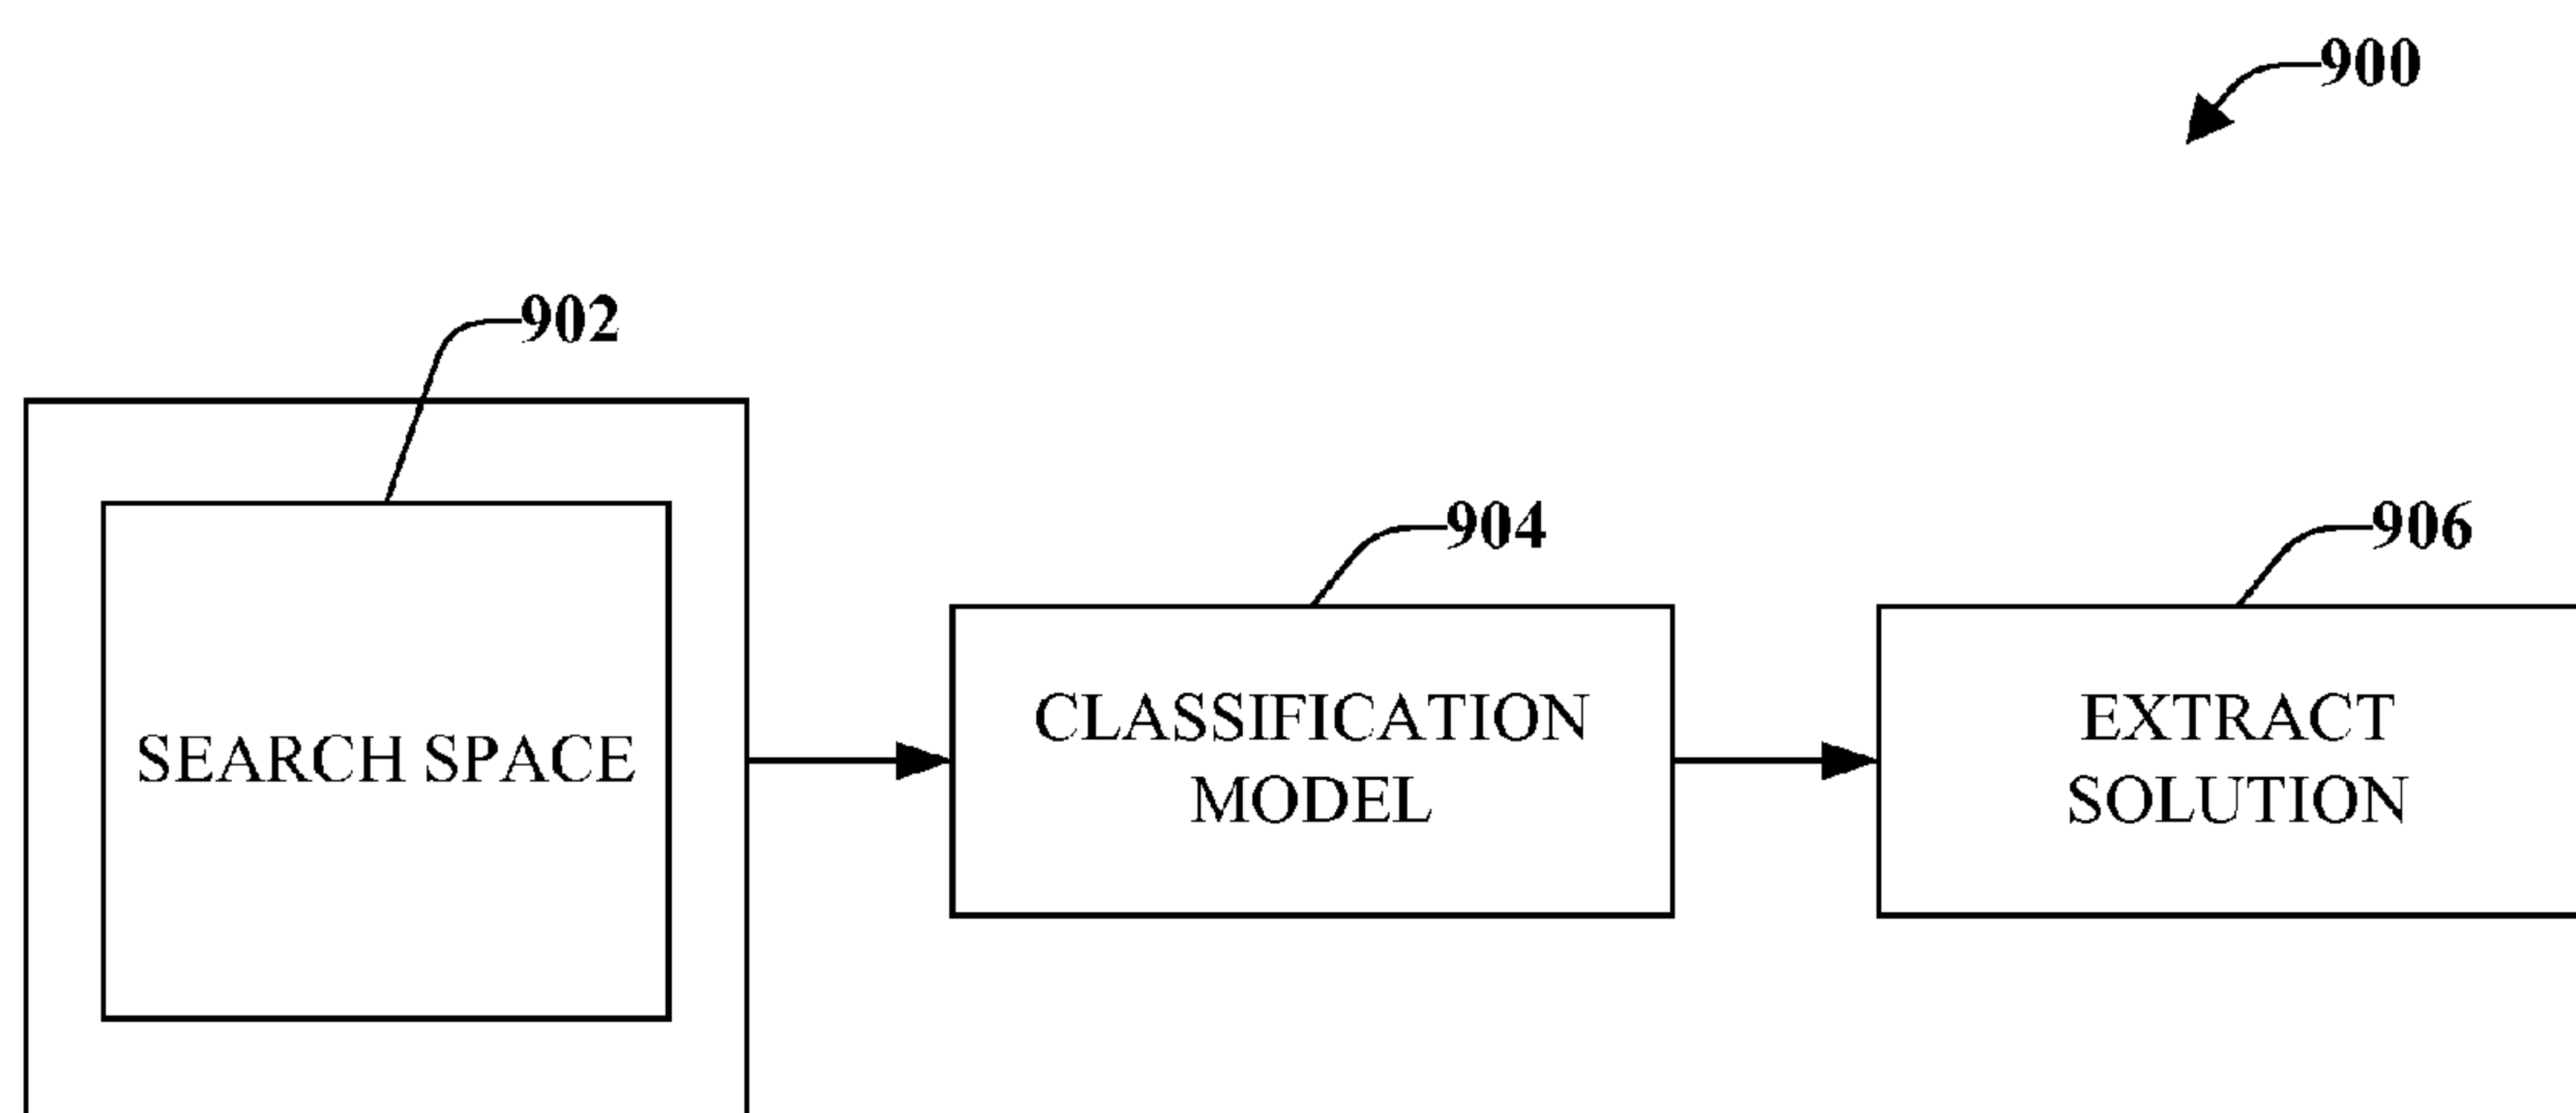 900
902
904
906
SEARCH SPACE
CLASSIFICATION
MODEL
EXTRACT
SOLUTION